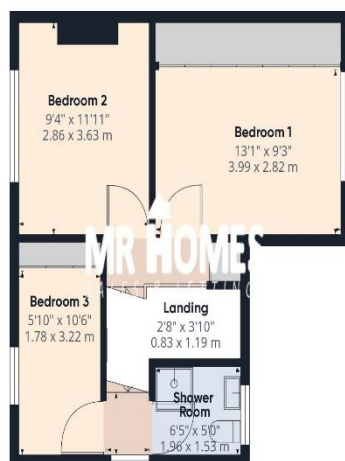 Bedroom 2
9'4" x 11'11"
2.86 x 3.63 m
Bedroom 1
13'1" x 9'3"
3.99 x 2.82 m
MR HOMES
SALES & LETTINGS
Bedroom 3
5'10" x 10'6"
1.78 x 3.22 m
Landing
2'8" x 3'10"
0.83 x 1.19 m
Shower
Room
6'5" x 5'0"
1.96 x 1.53 m